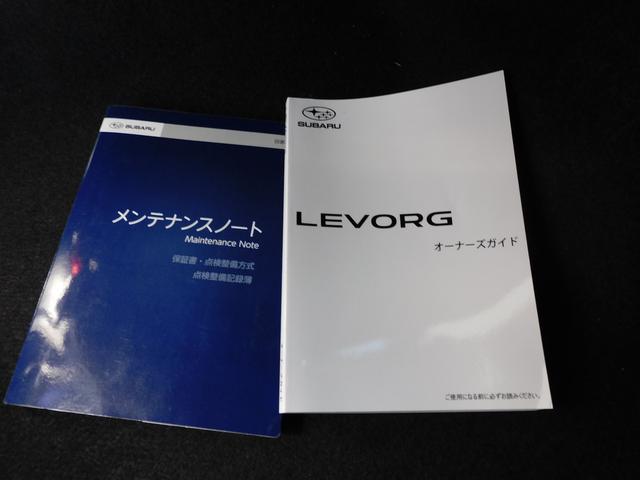 SUBARU
メンテナンスノート
Maintenance Note
保証書・点検整備方式
点検整備記録簿
SUBARU
LEVORG
オーナーズガイド
ご使用になる前に必ずお読みください。